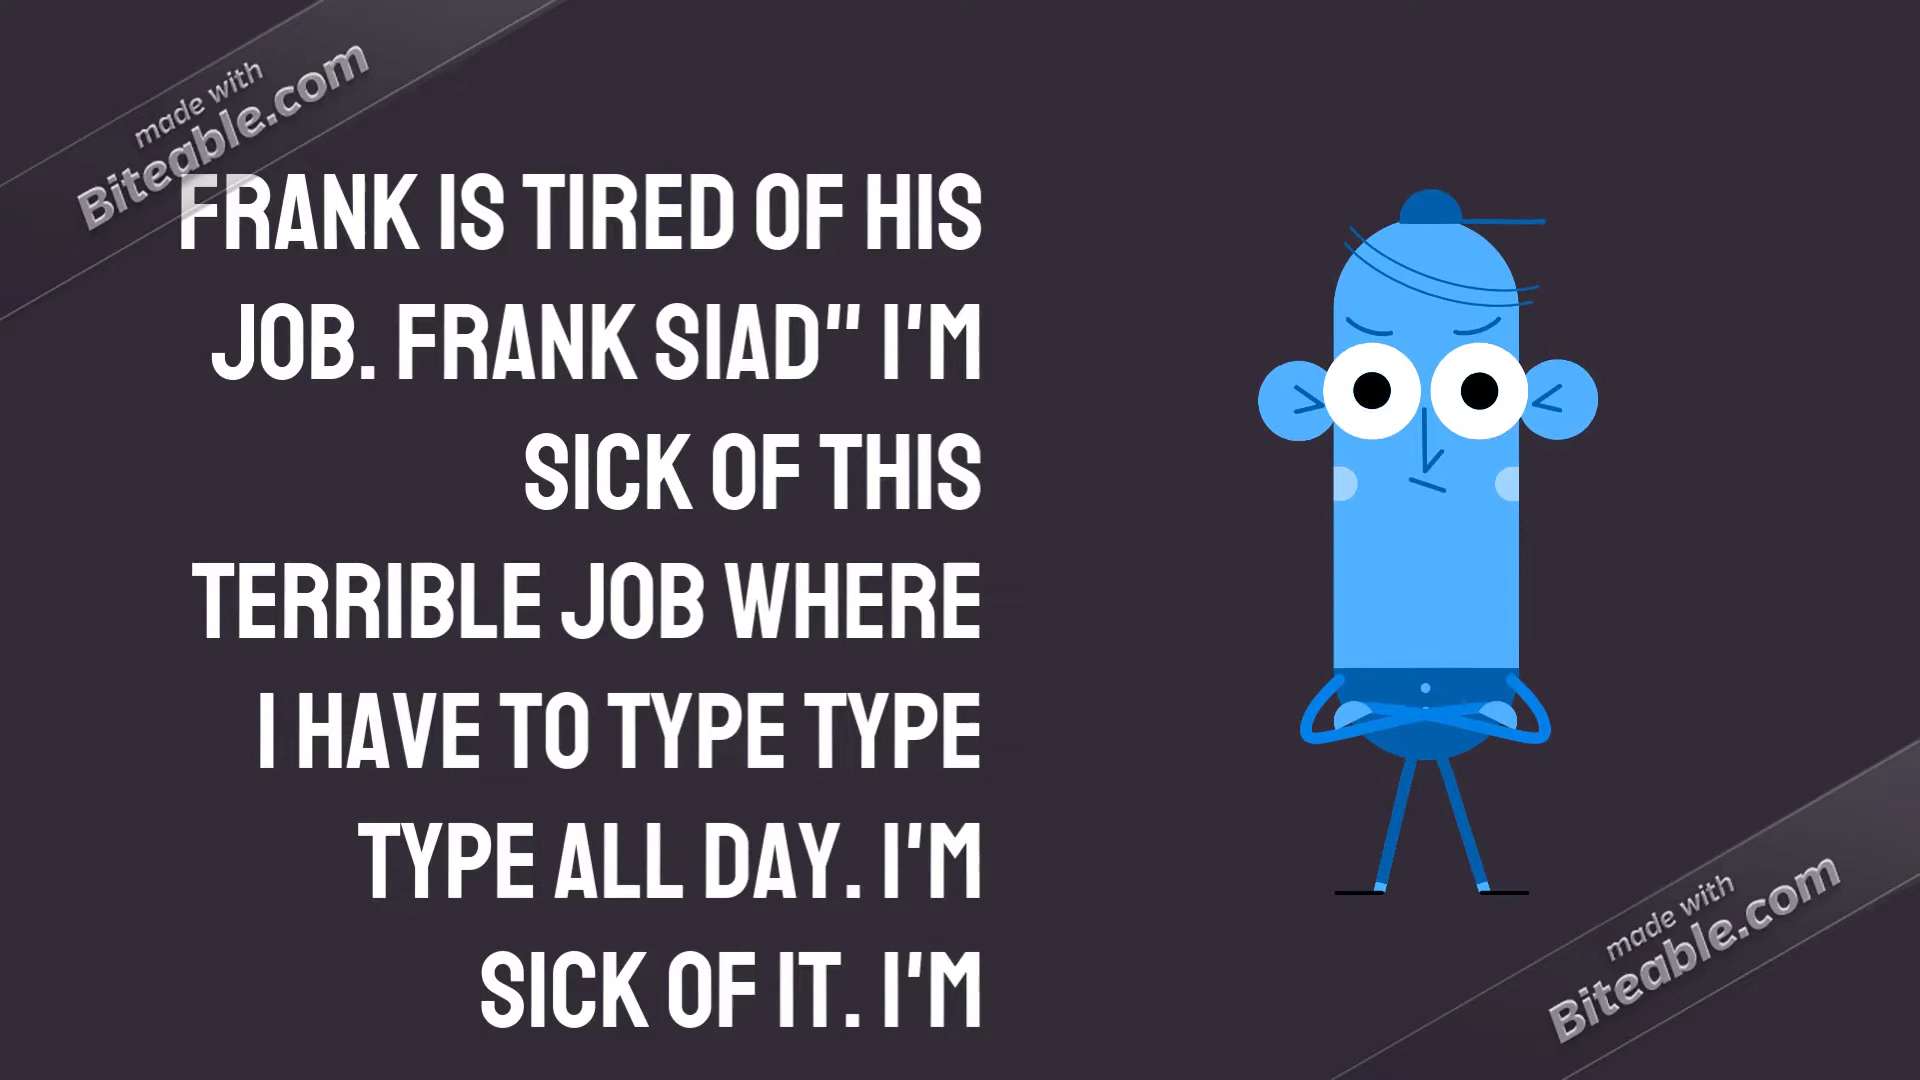 made with
Biteable.com
FRANK IS TIRED OF HIS
JOB. FRANK SIAD" I'M
SICK OF THIS
TERRIBLE JOB WHERE
I HAVE TO TYPE TYPE
TYPE ALL DAY. I'M
SICK OF IT. I'M
made with
Biteable.com